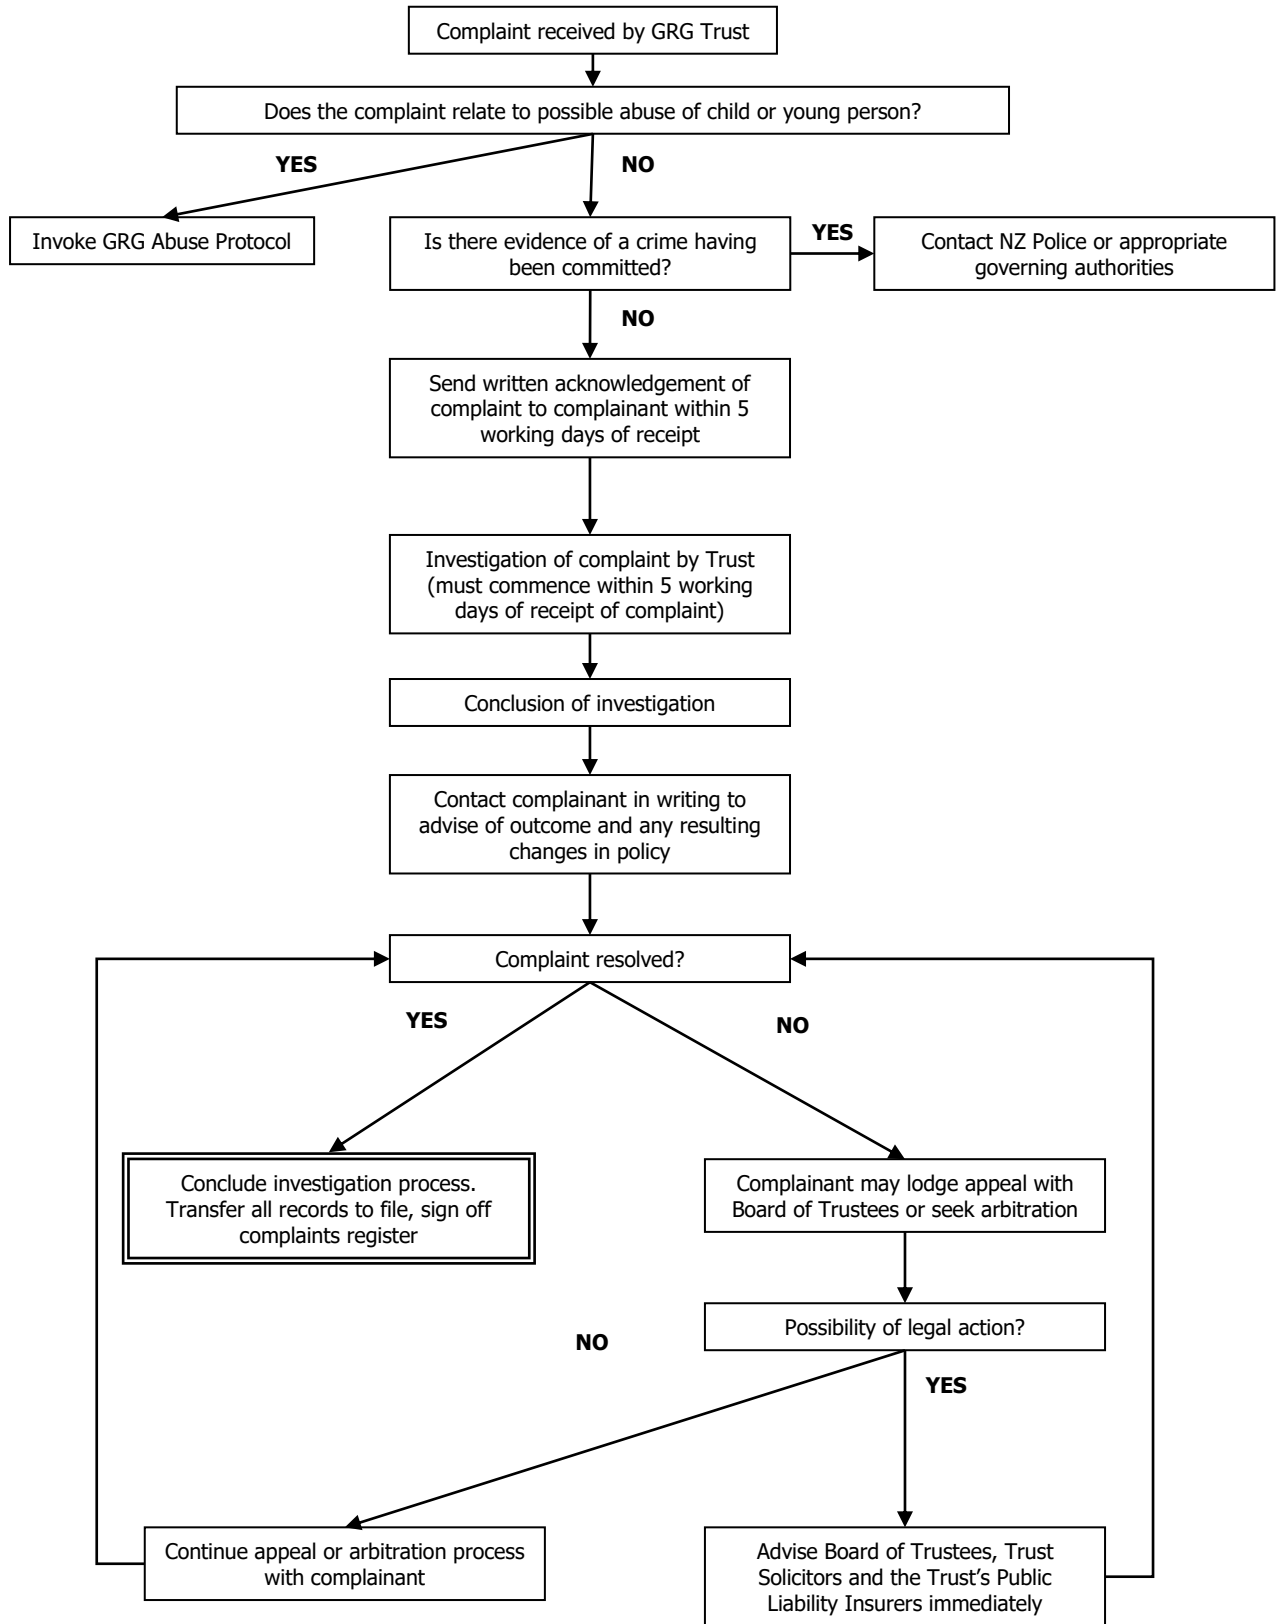 Complaint received by GRG Trust
Does the complaint relate to possible abuse of child or young person?
YES
NO
Invoke GRG Abuse Protocol
Is there evidence of a crime having
been committed?
YES
Contact NZ Police or appropriate
governing authorities
NO
Send written acknowledgement of
complaint to complainant within 5
working days of receipt
Investigation of complaint by Trust
(must commence within 5 working
days of receipt of complaint)
Conclusion of investigation
Contact complainant in writing to
advise of outcome and any resulting
changes in policy
Complaint resolved?
YES
NO
Conclude investigation process.
Transfer all records to file, sign off
complaints register
Complainant may lodge appeal with
Board of Trustees or seek arbitration
Possibility of legal action?
NO
YES
Continue appeal or arbitration process
with complainant
Advise Board of Trustees, Trust
Solicitors and the Trust’s Public
Liability Insurers immediately